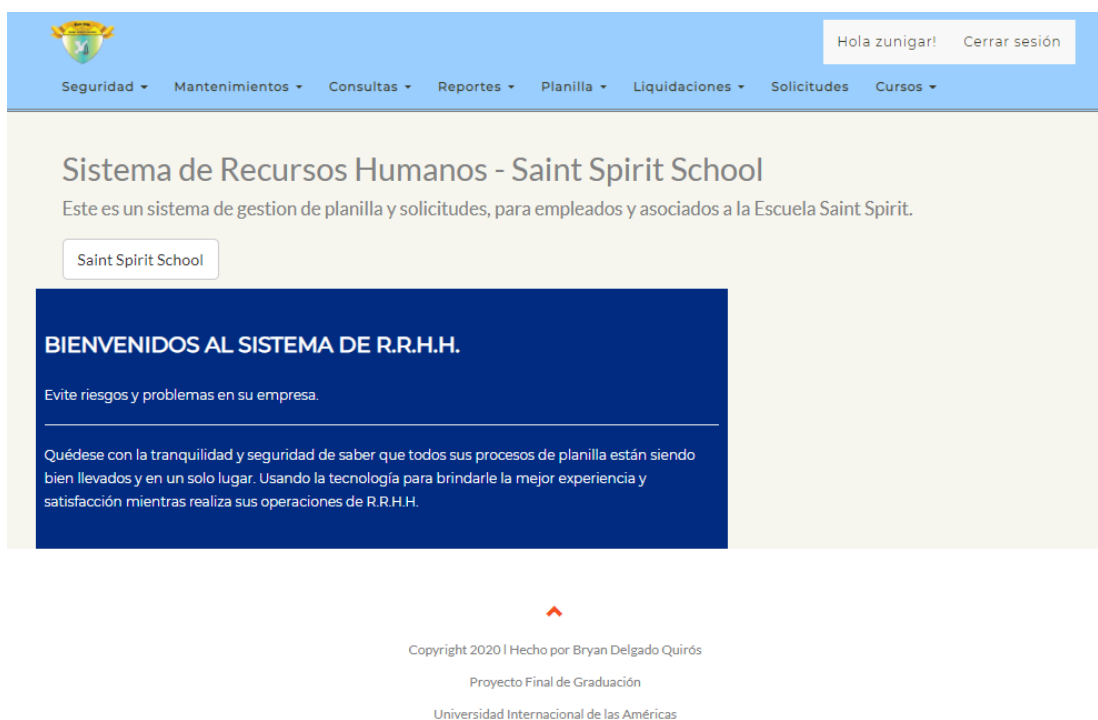 Hola zunigar! Cerrar sesión
Seguridad Mantenimientos Consultas Reportes Planilla Liquidaciones Solicitudes Cursos
Sistema de Recursos Humanos - Saint Spirit School
Este es un sistema de gestion de planilla y solicitudes, para empleados y asociados a la Escuela Saint Spirit.
Saint Spirit School
BIENVENIDOS AL SISTEMA DE R.R.H.H.
Evite riesgos y problemas en su empresa.
Quédese con la tranquilidad y seguridad de saber que todos sus procesos de planilla están siendo
bien llevados y en un solo lugar. Usando la tecnología para brindarle la mejor experiencia y
satisfacción mientras realiza sus operaciones de R.R.H.H.
Copyright 2020 l Hecho por Bryan Delgado Quirós
Proyecto Final de Graduación
Universidad Internacional de las Américas